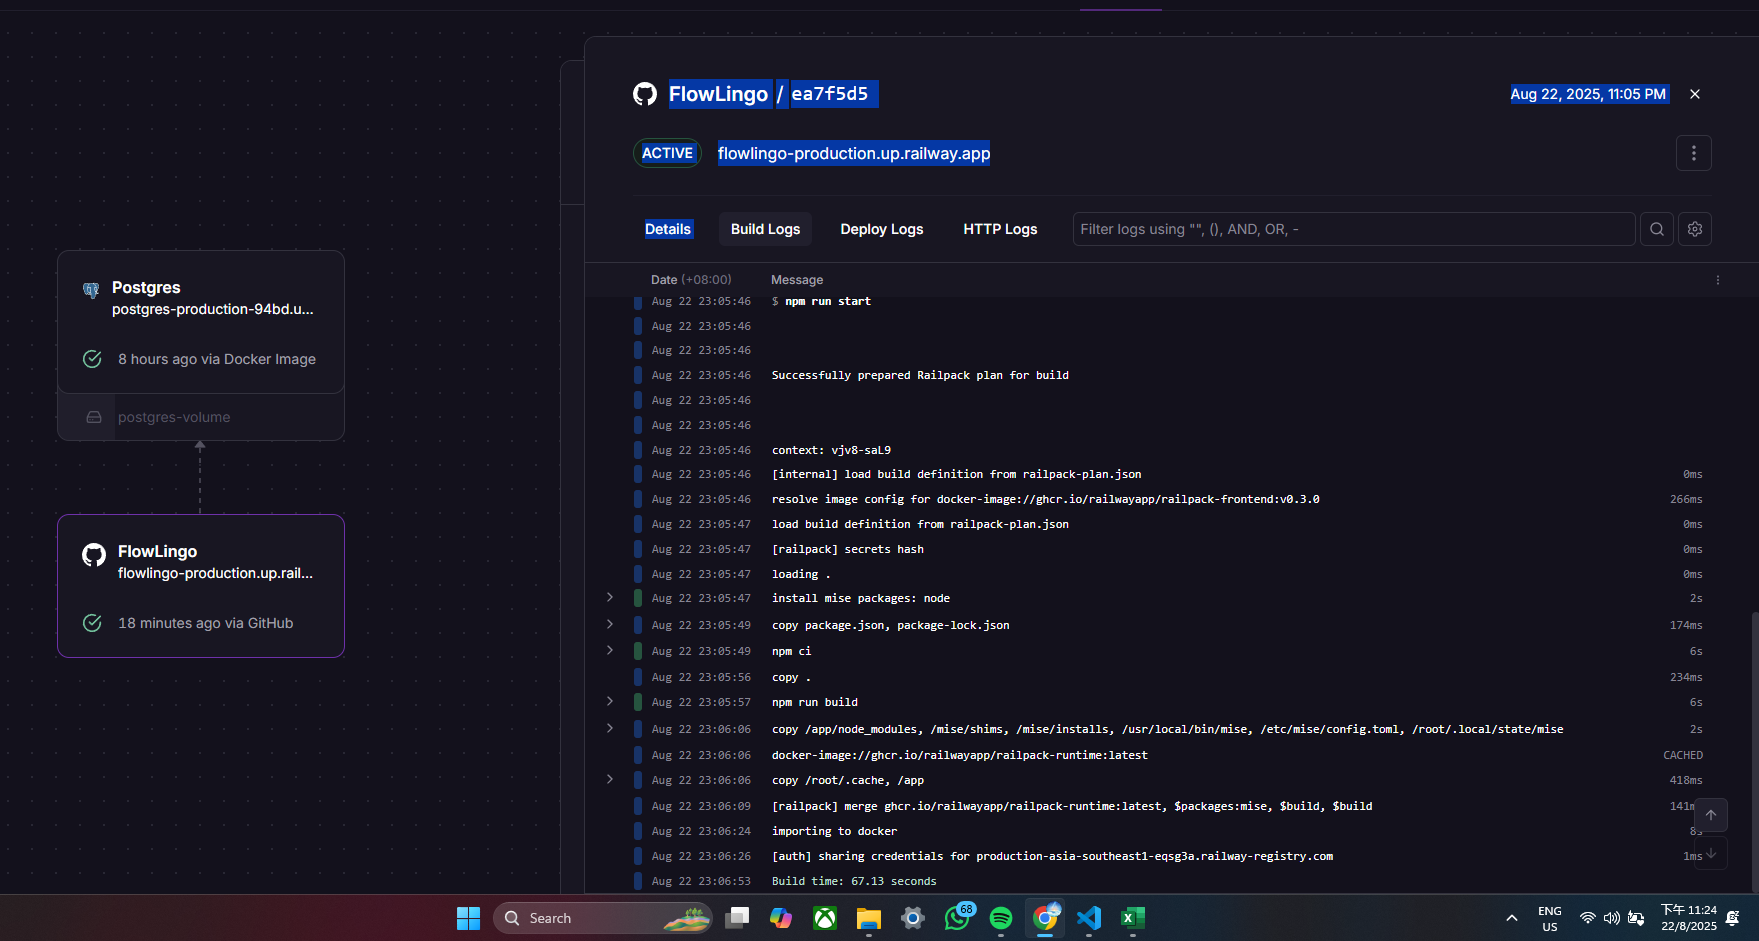 FlowLingo / ea7f5d5
Aug 22, 2025, 11:05 PM
ACTIVE
flowlingo-production.up.railway.app
Details
Build Logs
Deploy Logs
HTTP Logs
Filter logs using "", (), AND, OR, -
Date (+08:00)
Message
Aug 22 23:05:46 $ npm run start
Aug 22 23:05:46
Aug 22 23:05:46
Aug 22 23:05:46 Successfully prepared Railpack plan for build
Aug 22 23:05:46
Aug 22 23:05:46
Aug 22 23:05:46 context: vjv8-saL9
Aug 22 23:05:46 [internal] load build definition from railpack-plan.json 0ms
Aug 22 23:05:46 resolve image config for docker-image://ghcr.io/railwayapp/railpack-frontend:v0.3.0 266ms
Aug 22 23:05:47 load build definition from railpack-plan.json 0ms
Aug 22 23:05:47 [railpack] secrets hash 0ms
Aug 22 23:05:47 loading . 0ms
Aug 22 23:05:47 install mise packages: node 2s
Aug 22 23:05:49 copy package.json, package-lock.json 174ms
Aug 22 23:05:49 npm ci 6s
Aug 22 23:05:56 copy . 234ms
Aug 22 23:05:57 npm run build 6s
Aug 22 23:06:06 copy /app/node_modules, /mise/shims, /mise/installs, /usr/local/bin/mise, /etc/mise/config.toml, /root/.local/state/mise 2s
Aug 22 23:06:06 docker-image://ghcr.io/railwayapp/railpack-runtime:latest CACHED
Aug 22 23:06:06 copy /root/.cache, /app 418ms
Aug 22 23:06:09 [railpack] merge ghcr.io/railwayapp/railpack-runtime:latest, $packages:mise, $build, $build 141m
Aug 22 23:06:24 importing to docker 8s
Aug 22 23:06:26 [auth] sharing credentials for production-asia-southeast1-eqsg3a.railway-registry.com 1ms
Aug 22 23:06:53 Build time: 67.13 seconds
Postgres
postgres-production-94bd.u...
8 hours ago via Docker Image
postgres-volume
FlowLingo
flowlingo-production.up.rail...
18 minutes ago via GitHub
Search
68
ENG
US
下午 11:24
22/8/2025